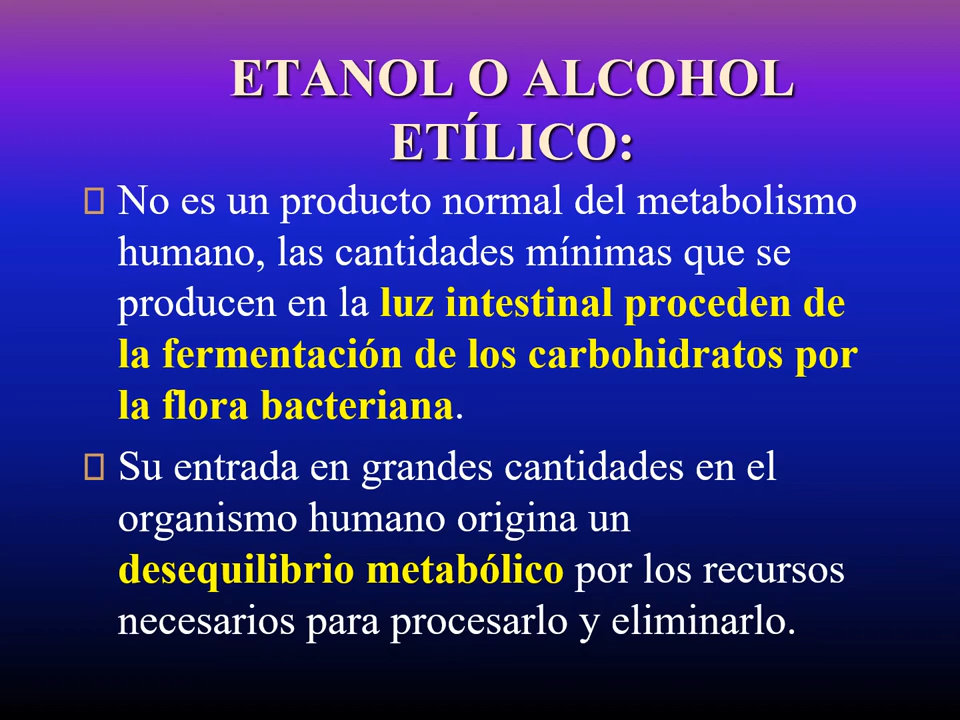 ETANOL O ALCOHOL
ETÍLICO:
No es un producto normal del metabolismo
humano, las cantidades mínimas que se
producen en la luz intestinal proceden de
la fermentación de los carbohidratos por
la flora bacteriana.
Su entrada en grandes cantidades en el
organismo humano origina un
desequilibrio metabólico por los recursos
necesarios para procesarlo y eliminarlo.